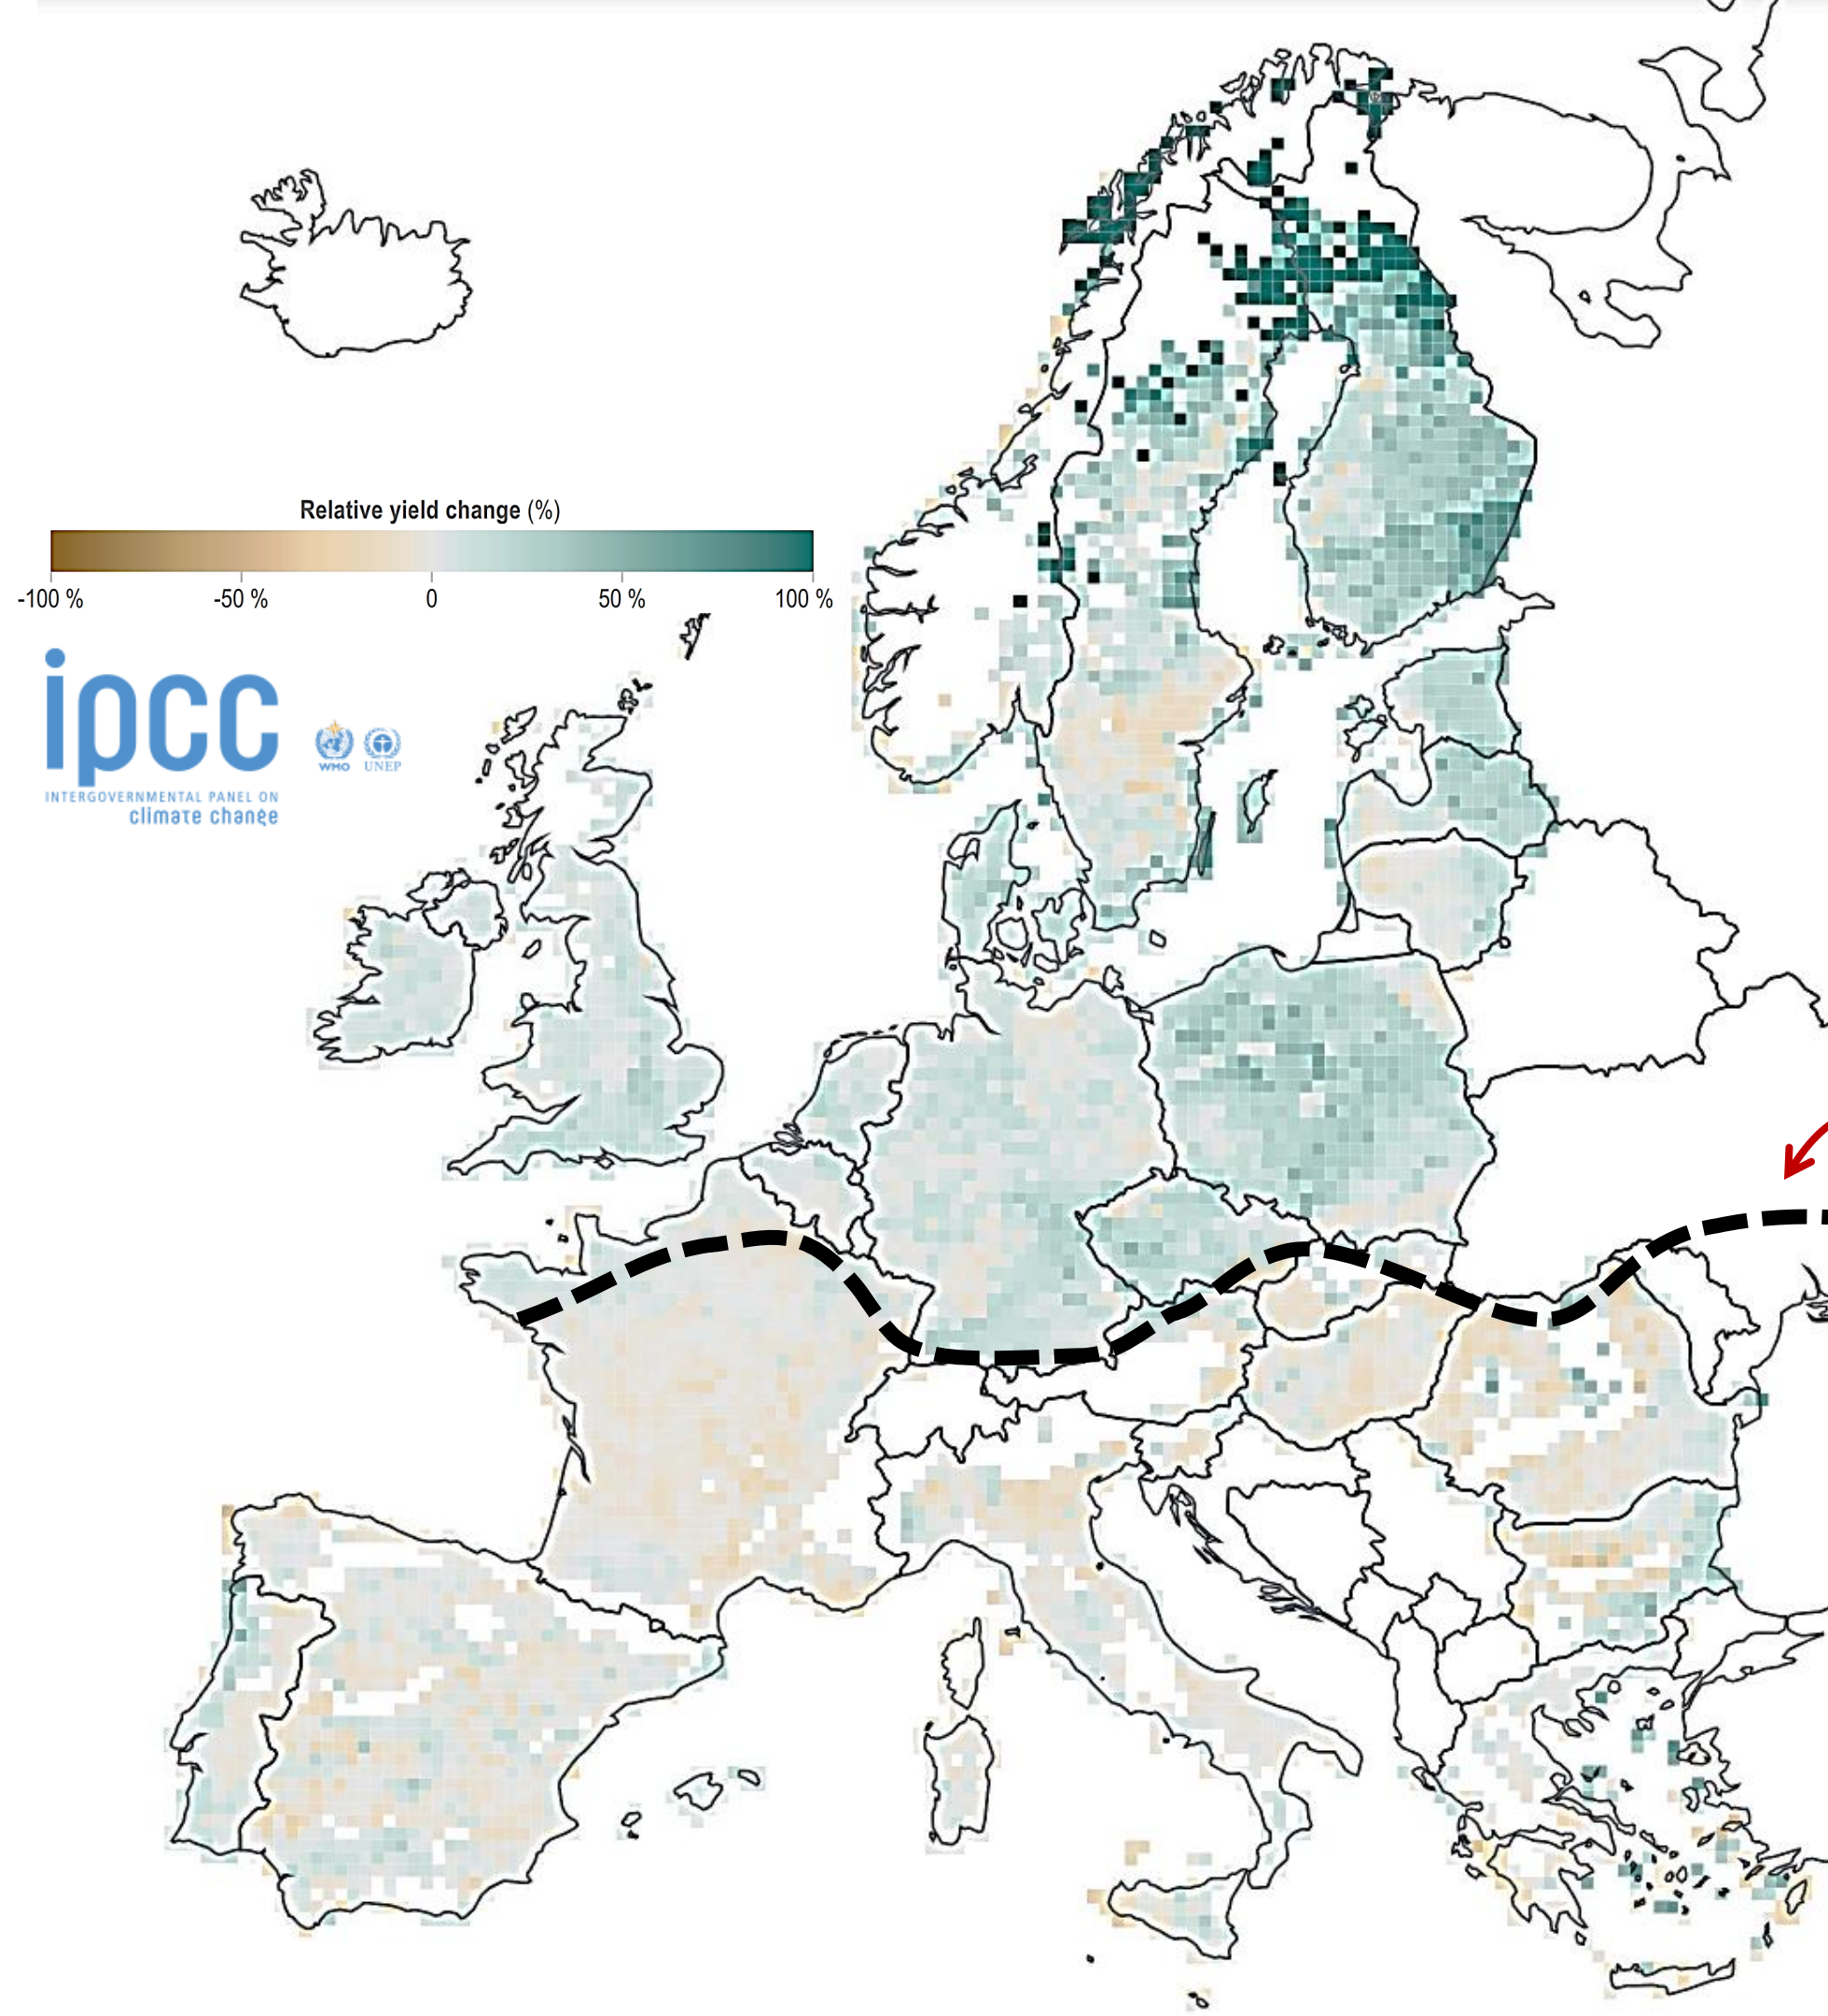 Relative yield change (%)
-100 % -50 % 0 50 % 100 %
ipcc
WMO UNEP
INTERGOVERNMENTAL PANEL ON
climate change